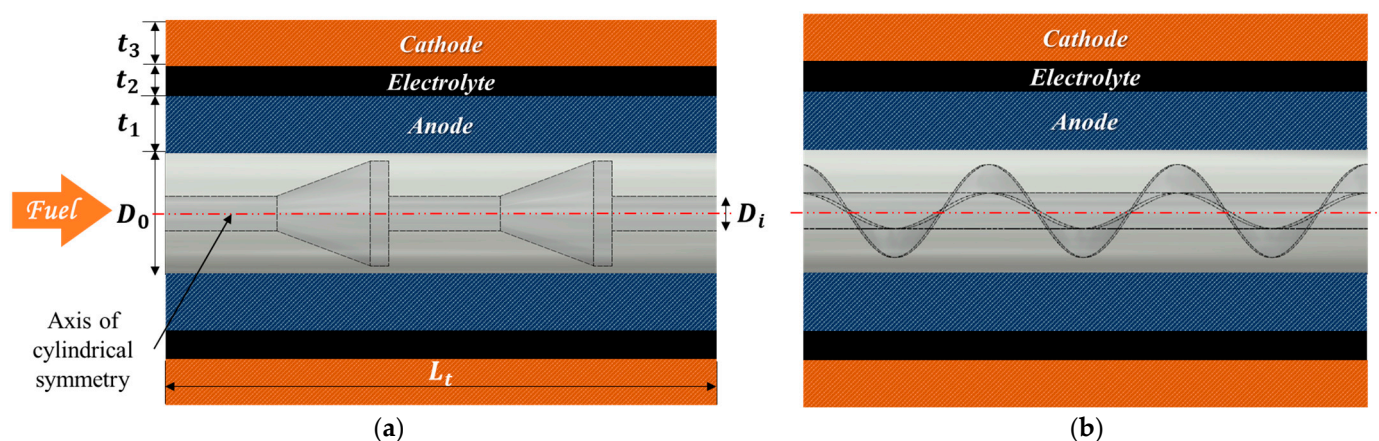 t₃
Cathode
t₂
Electrolyte
t₁
Anode
Fuel
D₀
Dᵢ
Axis of
cylindrical
symmetry
Lₜ
(a)
Cathode
Electrolyte
Anode
(b)